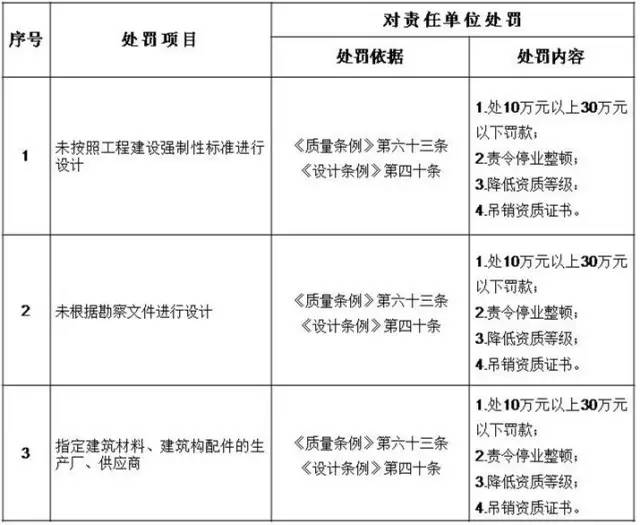 序号
处罚项目
对责任单位处罚
处罚依据
处罚内容
1
未按照工程建设强制性标准进行
设计
《质量条例》第六十三条
《设计条例》第四十条
1.处10万元以上30万元
以下罚款；
2.责令停业整顿；
3.降低资质等级；
4.吊销资质证书。
2
未根据勘察文件进行设计
《质量条例》第六十三条
《设计条例》第四十条
1.处10万元以上30万元
以下罚款；
2.责令停业整顿；
3.降低资质等级；
4.吊销资质证书。
3
指定建筑材料、建筑构配件的生
产厂、供应商
《质量条例》第六十三条
《设计条例》第四十条
1.处10万元以上30万元
以下罚款；
2.责令停业整顿；
3.降低资质等级；
4.吊销资质证书。